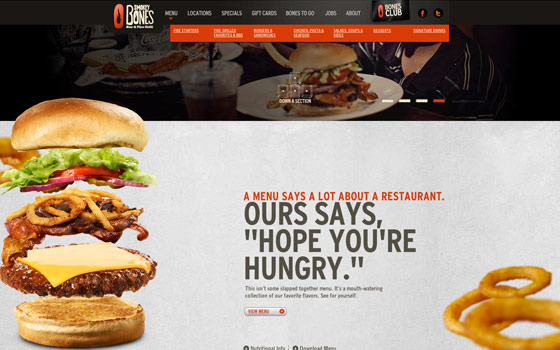 SMOKEY
BONES
Bar & Fire Grill
MENU LOCATIONS SPECIALS GIFT CARDS BONES TO GO JOBS ABOUT
BONES
CLUB
FIRE STARTERS
FIRE-GRILLED
FAVORITES & BBQ
BURGERS &
SANDWICHES
CHICKEN, PASTA &
SEAFOOD
SALADS, SOUPS &
SIDES
DESSERTS
SIGNATURE DRINKS
DOWN A SECTION
A MENU SAYS A LOT ABOUT A RESTAURANT.
OURS SAYS,
"HOPE YOU'RE
HUNGRY."
This isn't some slapped together menu. It's a mouth-watering
collection of our favorite flavors. See for yourself.
VIEW MENU
Nutritional Info | Download Menu